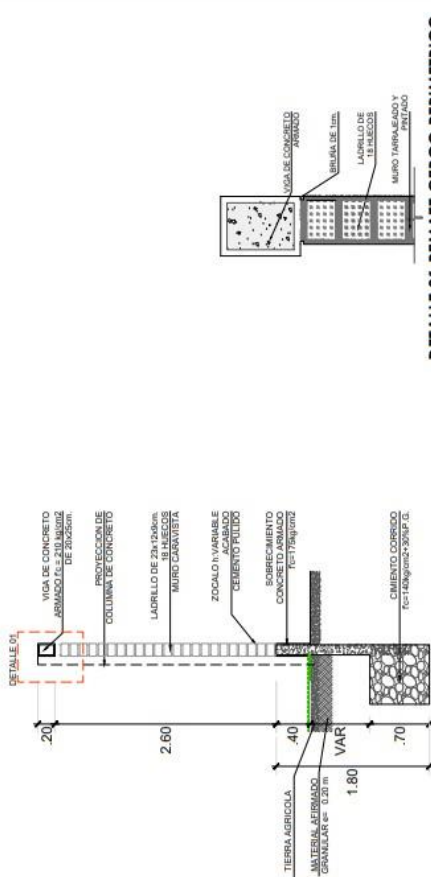 DETALLE 01
VIGA DE CONCRETO
ARMADO f'c = 210 kg/cm2
DE 20x25cm.
PROYECCION DE
COLUMNA DE CONCRETO
LADRILLO DE 23x12x9cm.
18 HUECOS
MURO CARAVISTA
ZOCALO h:VARIABLE
ACABADO
CEMENTO PULIDO
SOBRECIMIENTO
CONCRETO ARMADO
f'c=175kg/cm2
CIMIENTO CORRIDO
f'c=140kg/cm2+30%P.G.
.20
2.60
.40
VAR
.70
1.80
TIERRA AGRICOLA
MATERIAL AFIRMADO
GRANULAR e= 0.20 m
VIGA DE CONCRETO
ARMADO
BRUÑA DE 1cm.
LADRILLO DE
18 HUECOS
MURO TARRAJEADO Y
PINTADO
DETALLE 01 DEL